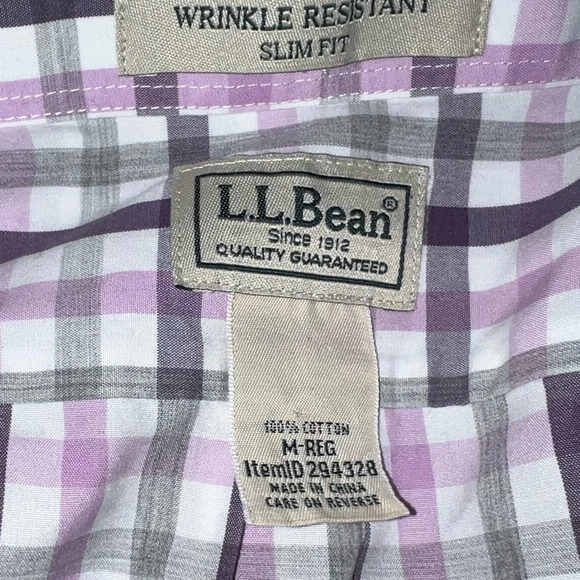 WRINKLE RESISTANT
SLIM FIT
L.L.Bean®
Since 1912
QUALITY GUARANTEED
100% COTTON
M-REG
ItemID 294328
MADE IN CHINA
CARE ON REVERSE